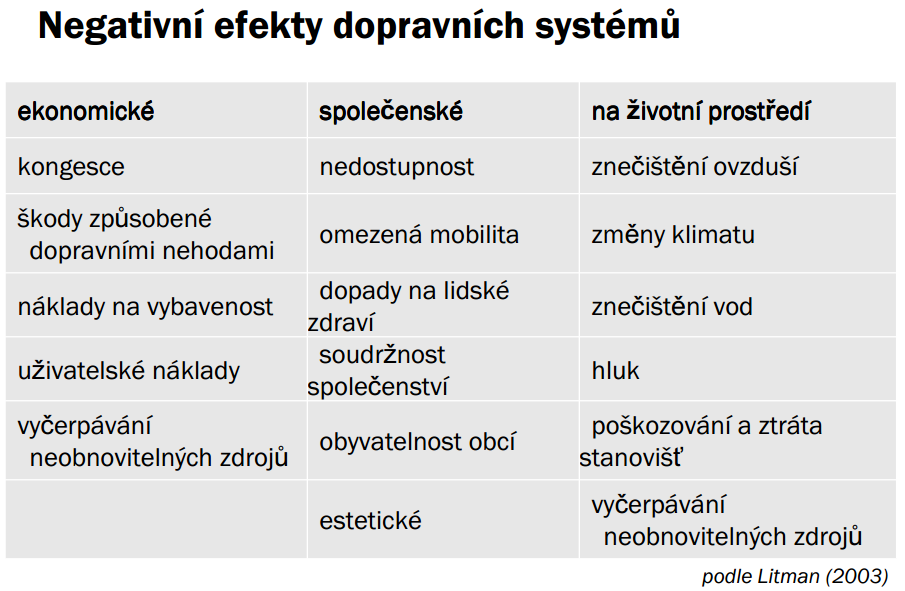 Negativní efekty dopravních systémů
ekonomické společenské na životní prostředí
kongesce nedostupnost znečištění ovzduší
škody způsobené
dopravními nehodami
omezená mobilita změny klimatu
náklady na vybavenost
dopady na lidské
zdraví
znečištění vod
uživatelské náklady
soudržnost
společenství
hluk
vyčerpávání
neobnovitelných zdrojů
obyvatelnost obcí
poškozování a ztráta
stanovišť
estetické
vyčerpávání
neobnovitelných zdrojů
podle Litman (2003)